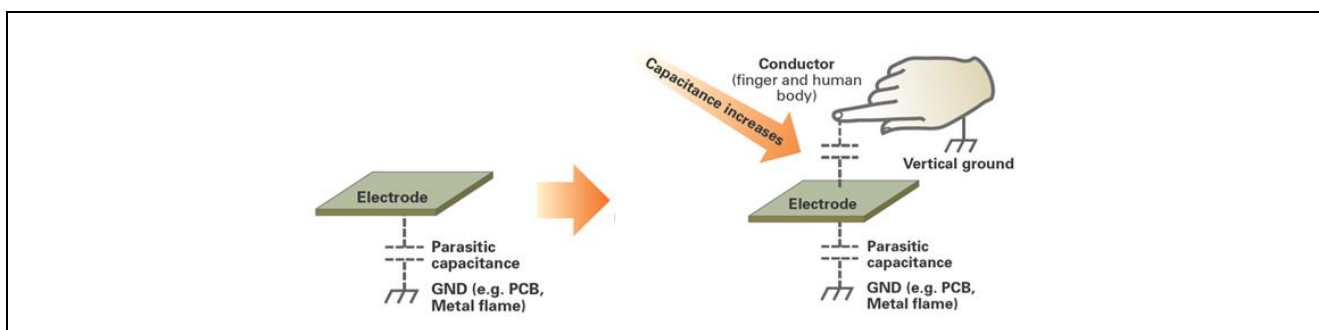 Electrode
Parasitic
capacitance
GND (e.g. PCB,
Metal flame)
Capacitance increases
Conductor
(finger and human
body)
Vertical ground
Electrode
Parasitic
capacitance
GND (e.g. PCB,
Metal flame)